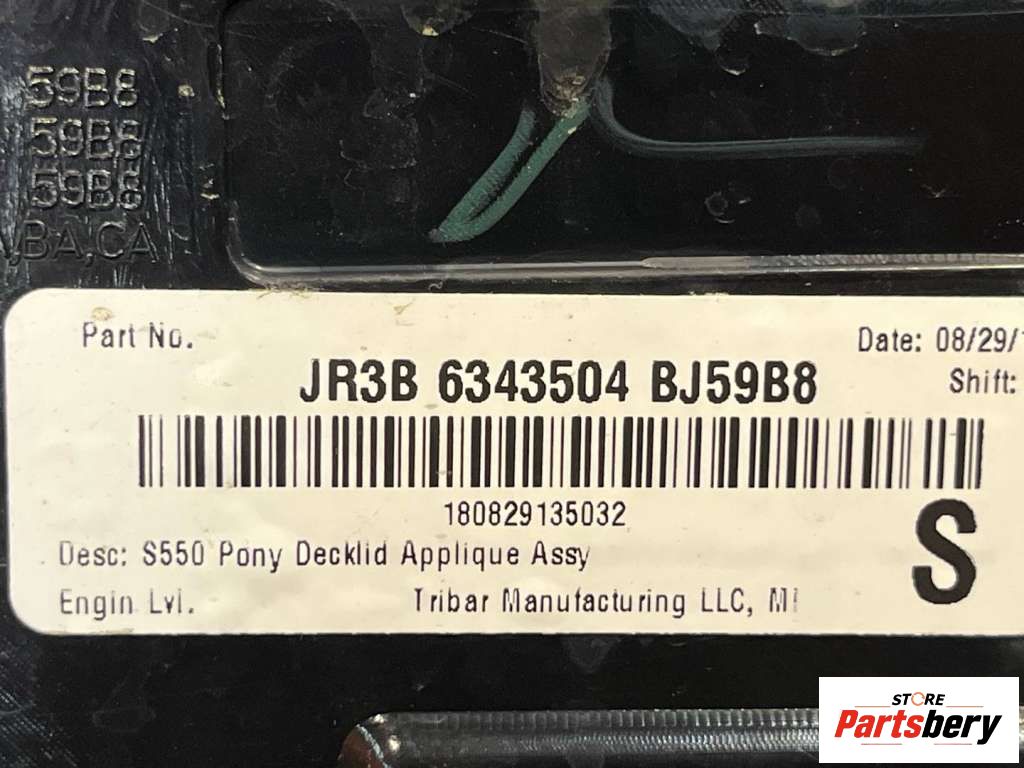 59B8
59B8
59B8
,BA,CA
Part No.
Date: 08/29/
JR3B 6343504 BJ59B8
Shift:
180829135032
S
Desc: S550 Pony Decklid Applique Assy
Engin Lvl.
Tribar Manufacturing LLC, MI
STORE
Partsbery